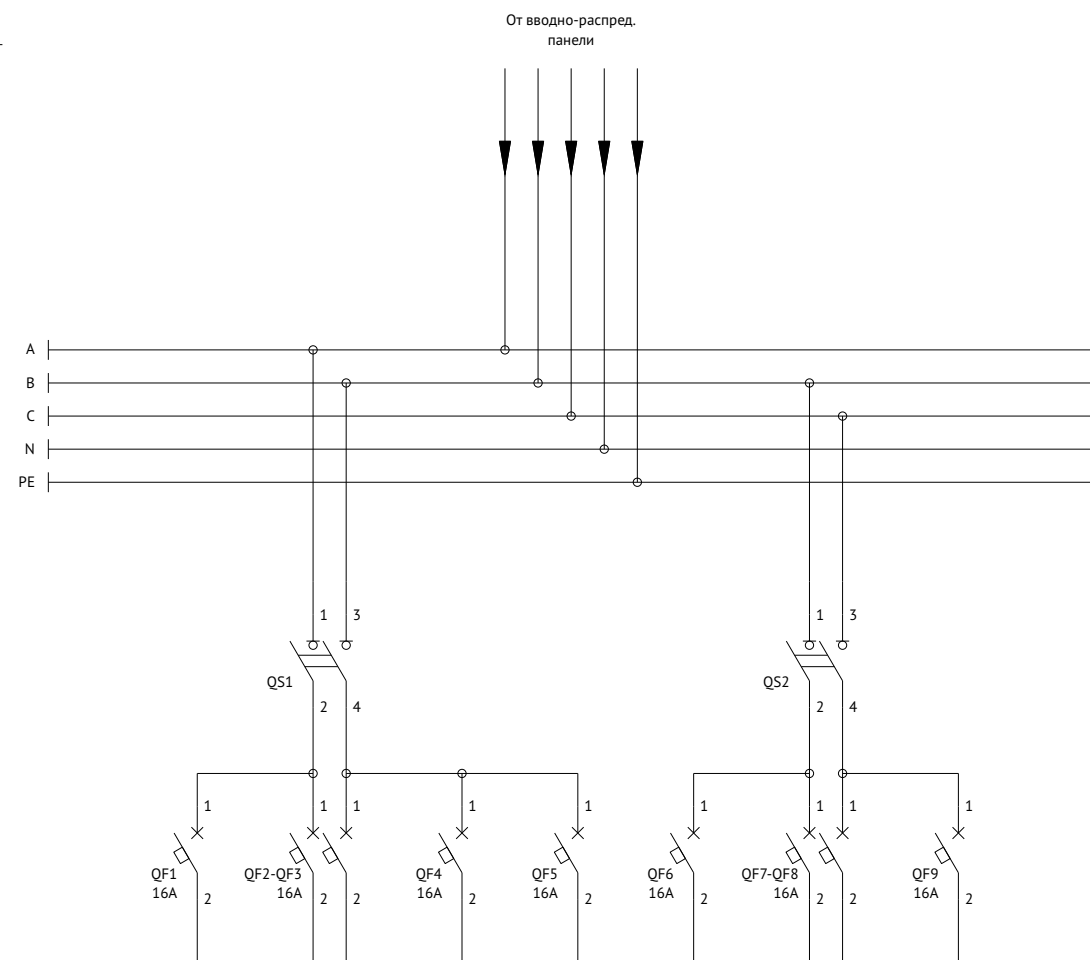 От вводно-распред.
панели
A
B
C
N
PE
1 3 1 3
QS1 QS2
2 4 2 4
1 1 1 1 1 1 1 1 1
QF1 QF2-QF3 QF4 QF5 QF6 QF7-QF8 QF9
16A 16A 16A 16A 16A 16A 16A
2 2 2 2 2 2 2 2 2